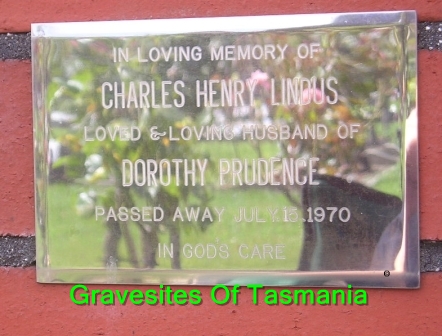 IN LOVING MEMORY OF
CHARLES HENRY LINDUS
LOVED & LOVING HUSBAND OF
DOROTHY PRUDENCE
PASSED AWAY JULY.15.1970
IN GODS CARE
Gravesites Of Tasmania